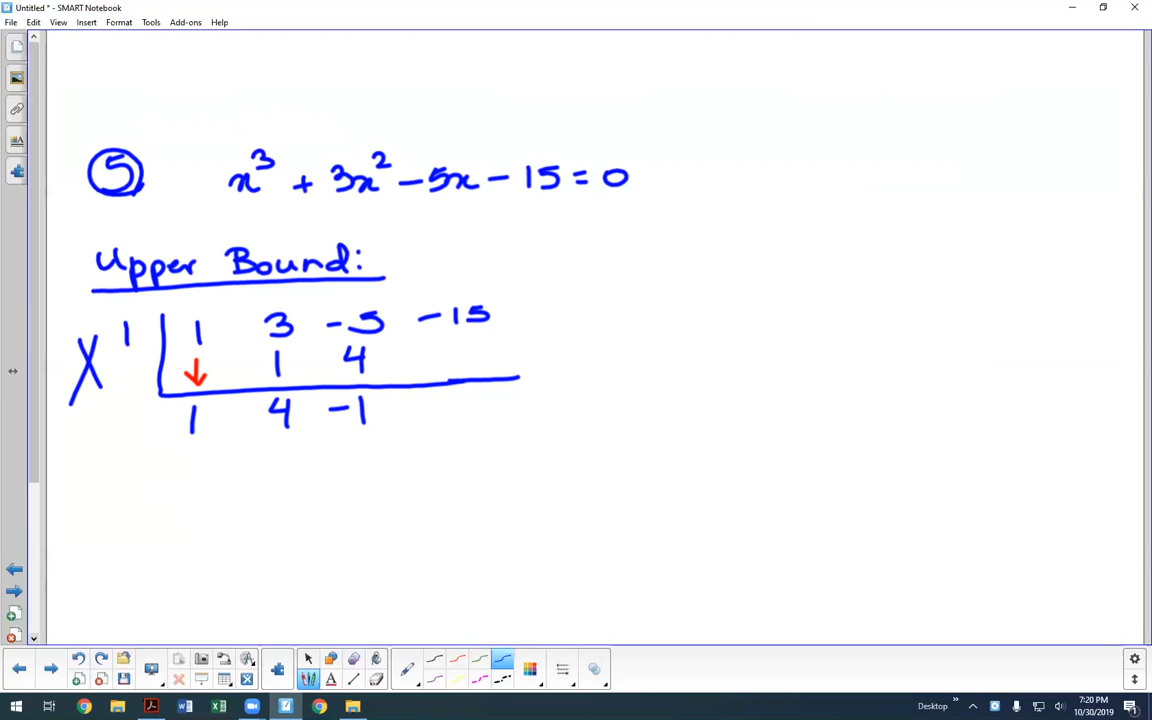 Untitled * - SMART Notebook
File Edit View Insert Format Tools Add-ons Help
5 x³ + 3x² - 5x - 15 = 0
Upper Bound:
X 1 | 1 3 -5 -15
↓ 1 4
1 4 -1
Desktop » 7:20 PM
10/30/2019